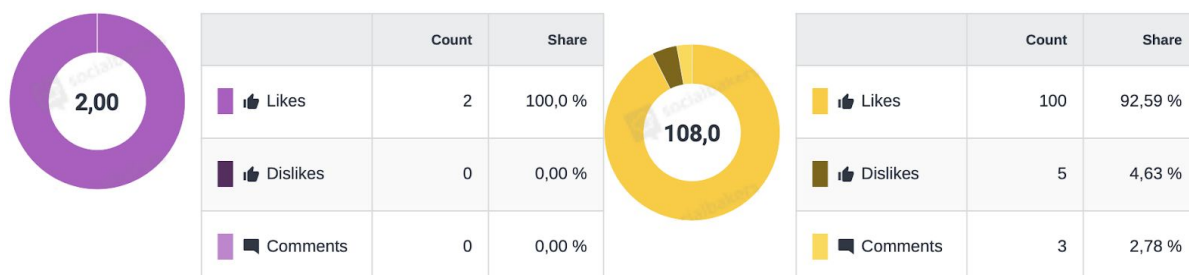 Count Share
2,00
Likes 2 100,0 %
Dislikes 0 0,00 %
Comments 0 0,00 %
Count Share
108,0
Likes 100 92,59 %
Dislikes 5 4,63 %
Comments 3 2,78 %
socialbakers